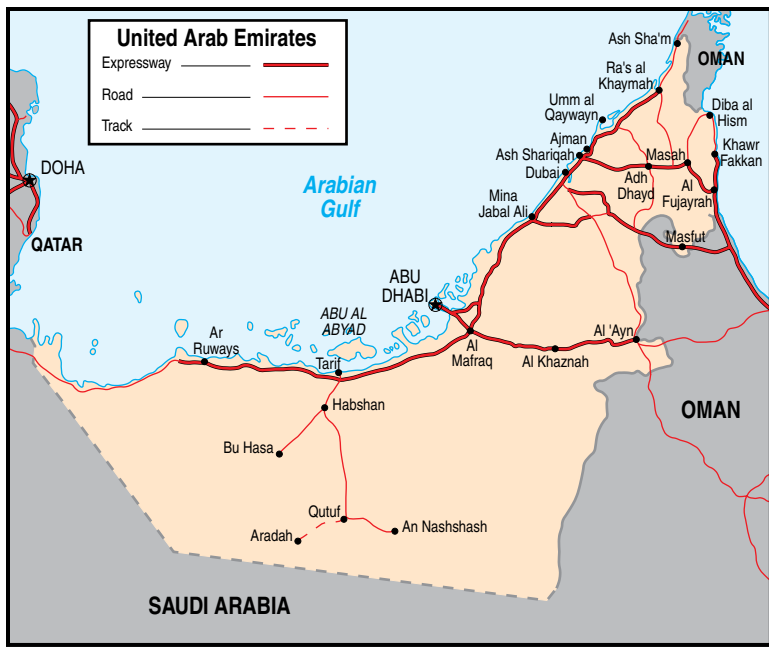 United Arab Emirates
Expressway
Road
Track
Ash Sha'm
OMAN
Ra's al
Khaymah
Umm al
Qaywayn
Diba al
Hism
Ajman
Ash Shariqah
Dubai
Masah
Khawr
Fakkan
Adh
Dhayd
Al
Fujayrah
DOHA
Arabian
Gulf
Mina
Jabal Ali
QATAR
Masfut
ABU
DHABI
ABU AL
ABYAD
Ar
Ruways
Tarif
Al
Mafraq
Al 'Ayn
Al Khaznah
Habshan
OMAN
Bu Hasa
Qutuf
An Nashshash
Aradah
SAUDI ARABIA